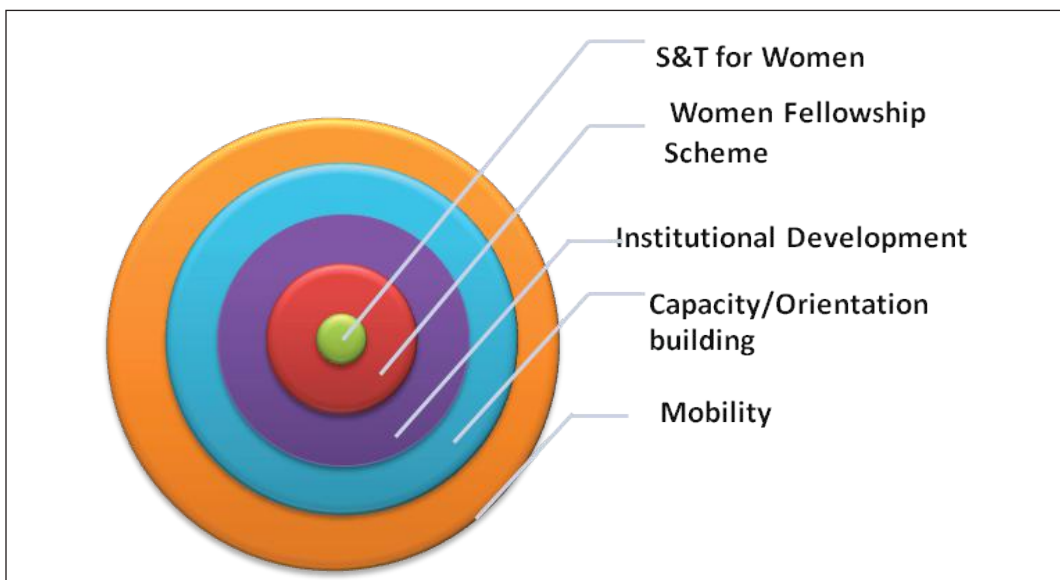 S&T for Women
Women Fellowship
Scheme
Institutional Development
Capacity/Orientation
building
Mobility